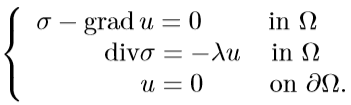 σ − grad u = 0 in Ω
divσ = −λu in Ω
u = 0 on ∂Ω.